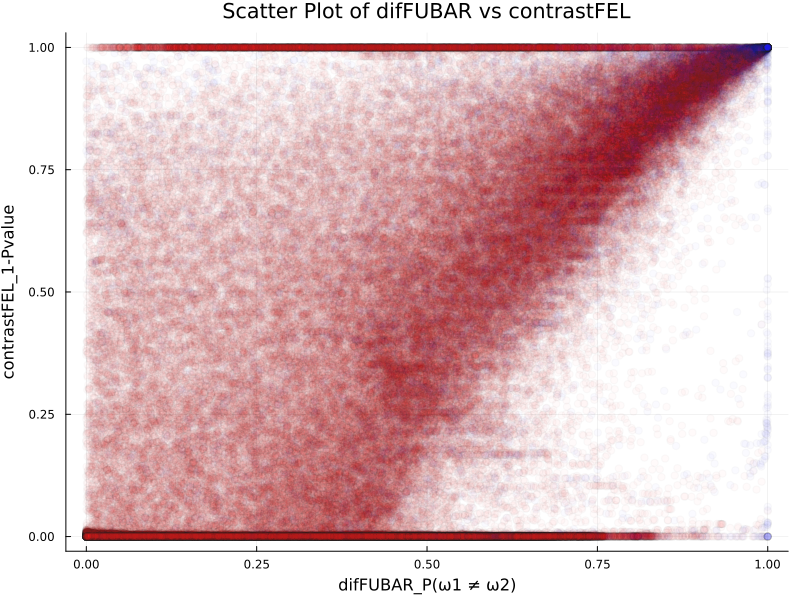 Scatter Plot of difFUBAR vs contrastFEL
contrastFEL_1-Pvalue
1.00
0.75
0.50
0.25
0.00
0.00 0.25 0.50 0.75 1.00
difFUBAR_P(ω1 ≠ ω2)